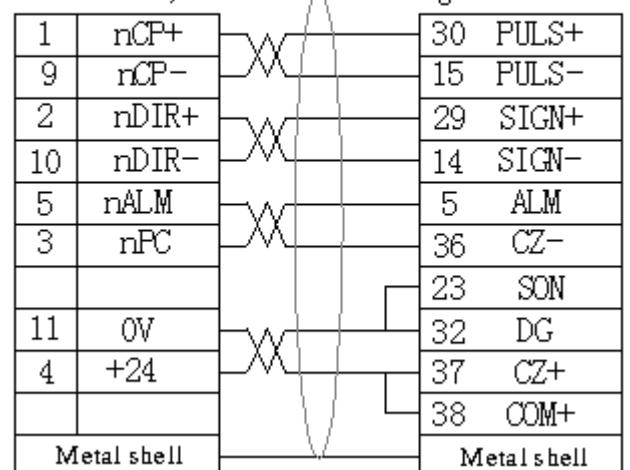 1 nCP+ 30 PULS+
9 nCP- 15 PULS-
2 nDIR+ 29 SIGN+
10 nDIR- 14 SIGN-
5 nALM 5 ALM
3 nPC 36 CZ-
23 SON
11 0V 32 DG
4 +24 37 CZ+
38 COM+
Metal shell Metal shell